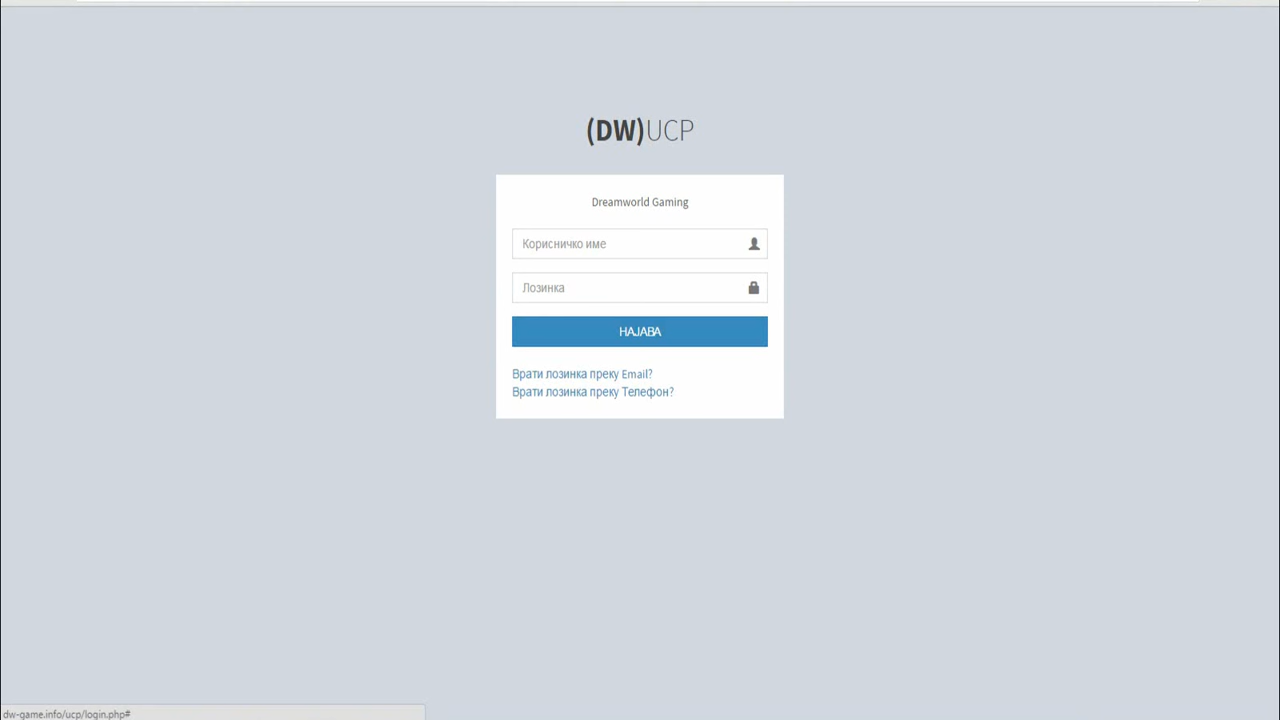 (DW)UCP
Dreamworld Gaming
Корисничко име
Лозинка
НАЈАВА
Врати лозинка преку Email?
Врати лозинка преку Телефон?
dw-game.info/ucp/login.php#